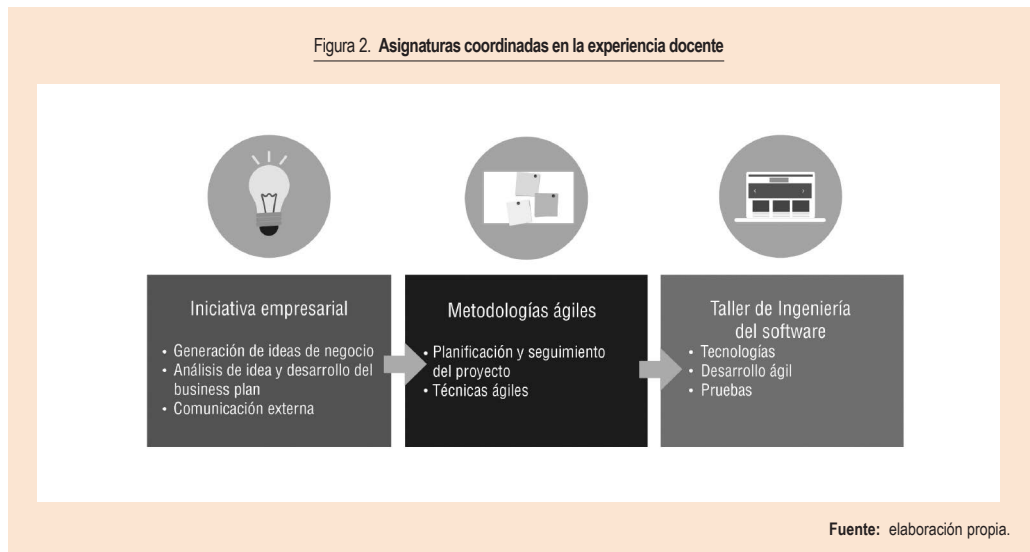 Figura 2. Asignaturas coordinadas en la experiencia docente
Iniciativa empresarial
• Generación de ideas de negocio
• Análisis de idea y desarrollo del
business plan
• Comunicación externa
Metodologías ágiles
• Planificación y seguimiento
del proyecto
• Técnicas ágiles
Taller de Ingeniería
del software
• Tecnologías
• Desarrollo ágil
• Pruebas
Fuente: elaboración propia.